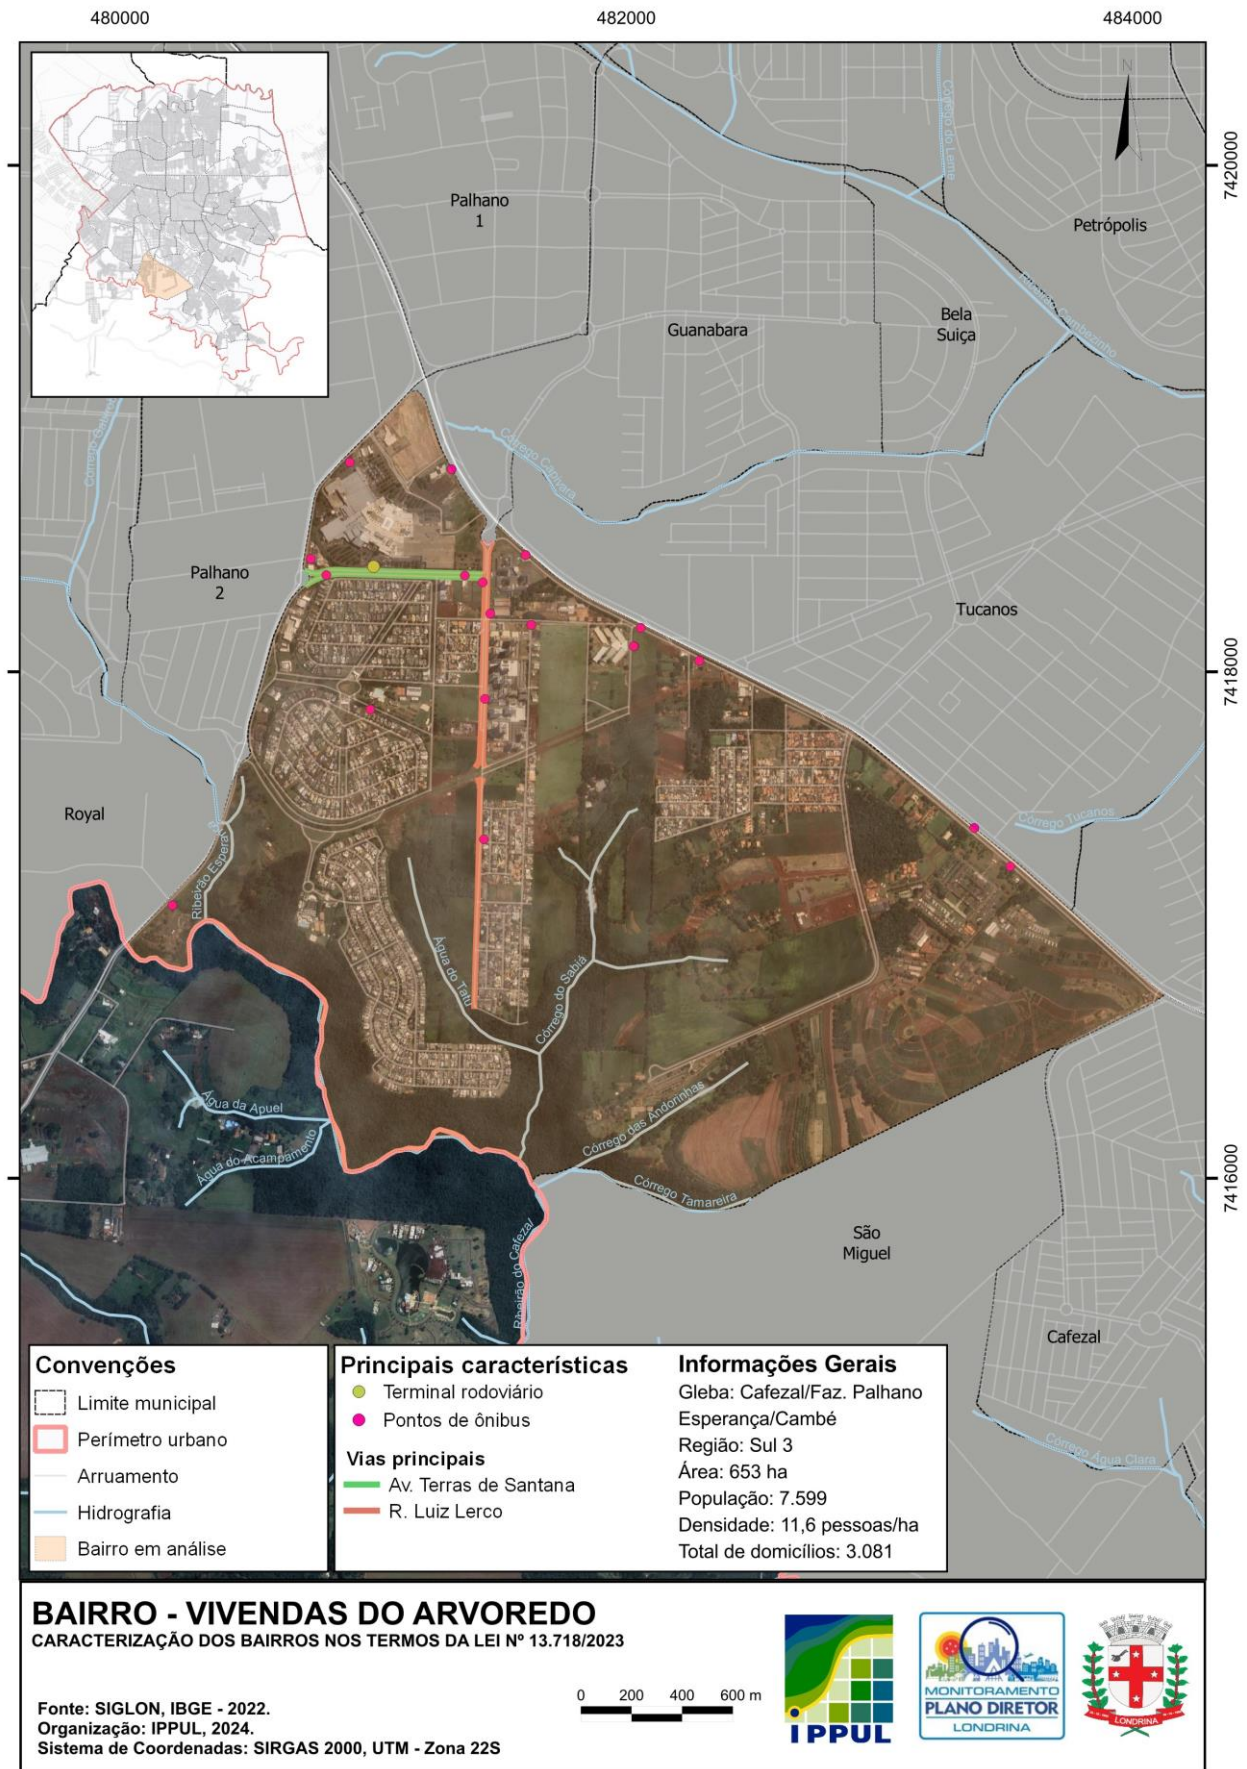 480000
482000
484000
7420000
7418000
7416000
N
Palhano
1
Córrego do Leme
Petrópolis
Guanabara
Bela
Suiça
Cambezinho
Córrego Capivara
Palhano
2
Tucanos
Royal
Córrego Tucanos
Ribeirão Esperança
Água do Tatu
Córrego do Sabiá
Água da Apuel
Água do Acampamento
Córrego das Andorinhas
Córrego Tamareira
São
Miguel
Ribeirão do Cafezal
Cafezal
Córrego Água Clara
Convenções
Limite municipal
Perímetro urbano
Arruamento
Hidrografia
Bairro em análise
Principais características
Terminal rodoviário
Pontos de ônibus
Vias principais
Av. Terras de Santana
R. Luiz Lerco
Informações Gerais
Gleba: Cafezal/Faz. Palhano
Esperança/Cambé
Região: Sul 3
Área: 653 ha
População: 7.599
Densidade: 11,6 pessoas/ha
Total de domicílios: 3.081
BAIRRO - VIVENDAS DO ARVOREDO
CARACTERIZAÇÃO DOS BAIRROS NOS TERMOS DA LEI Nº 13.718/2023
Fonte: SIGLON, IBGE - 2022.
Organização: IPPUL, 2024.
Sistema de Coordenadas: SIRGAS 2000, UTM - Zona 22S
0 200 400 600 m
IPPUL
MONITORAMENTO
PLANO DIRETOR
LONDRINA
LONDRINA